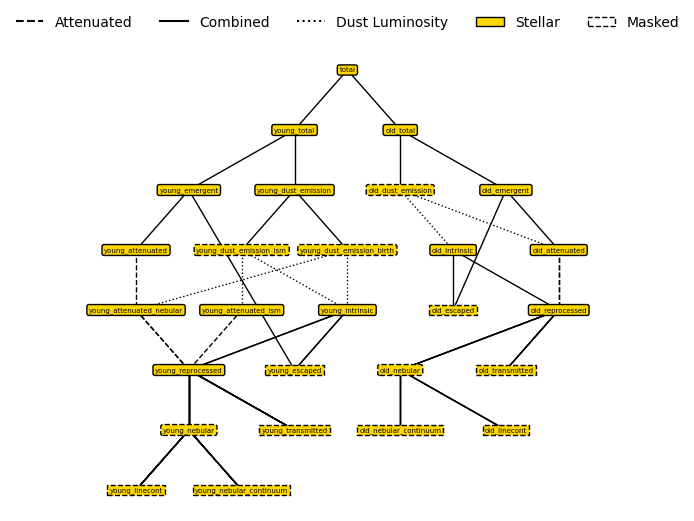 Attenuated Combined Dust Luminosity Stellar Masked
total
young_total old_total
young_emergent young_dust_emission old_dust_emission old_emergent
young_attenuated young_dust_emission_ism young_dust_emission_birth old_intrinsic old_attenuated
young_attenuated_nebular young_attenuated_ism young_intrinsic old_escaped old_reprocessed
young_reprocessed young_escaped old_nebular old_transmitted
young_nebular young_transmitted old_nebular_continuum old_linecont
young_linecont young_nebular_continuum